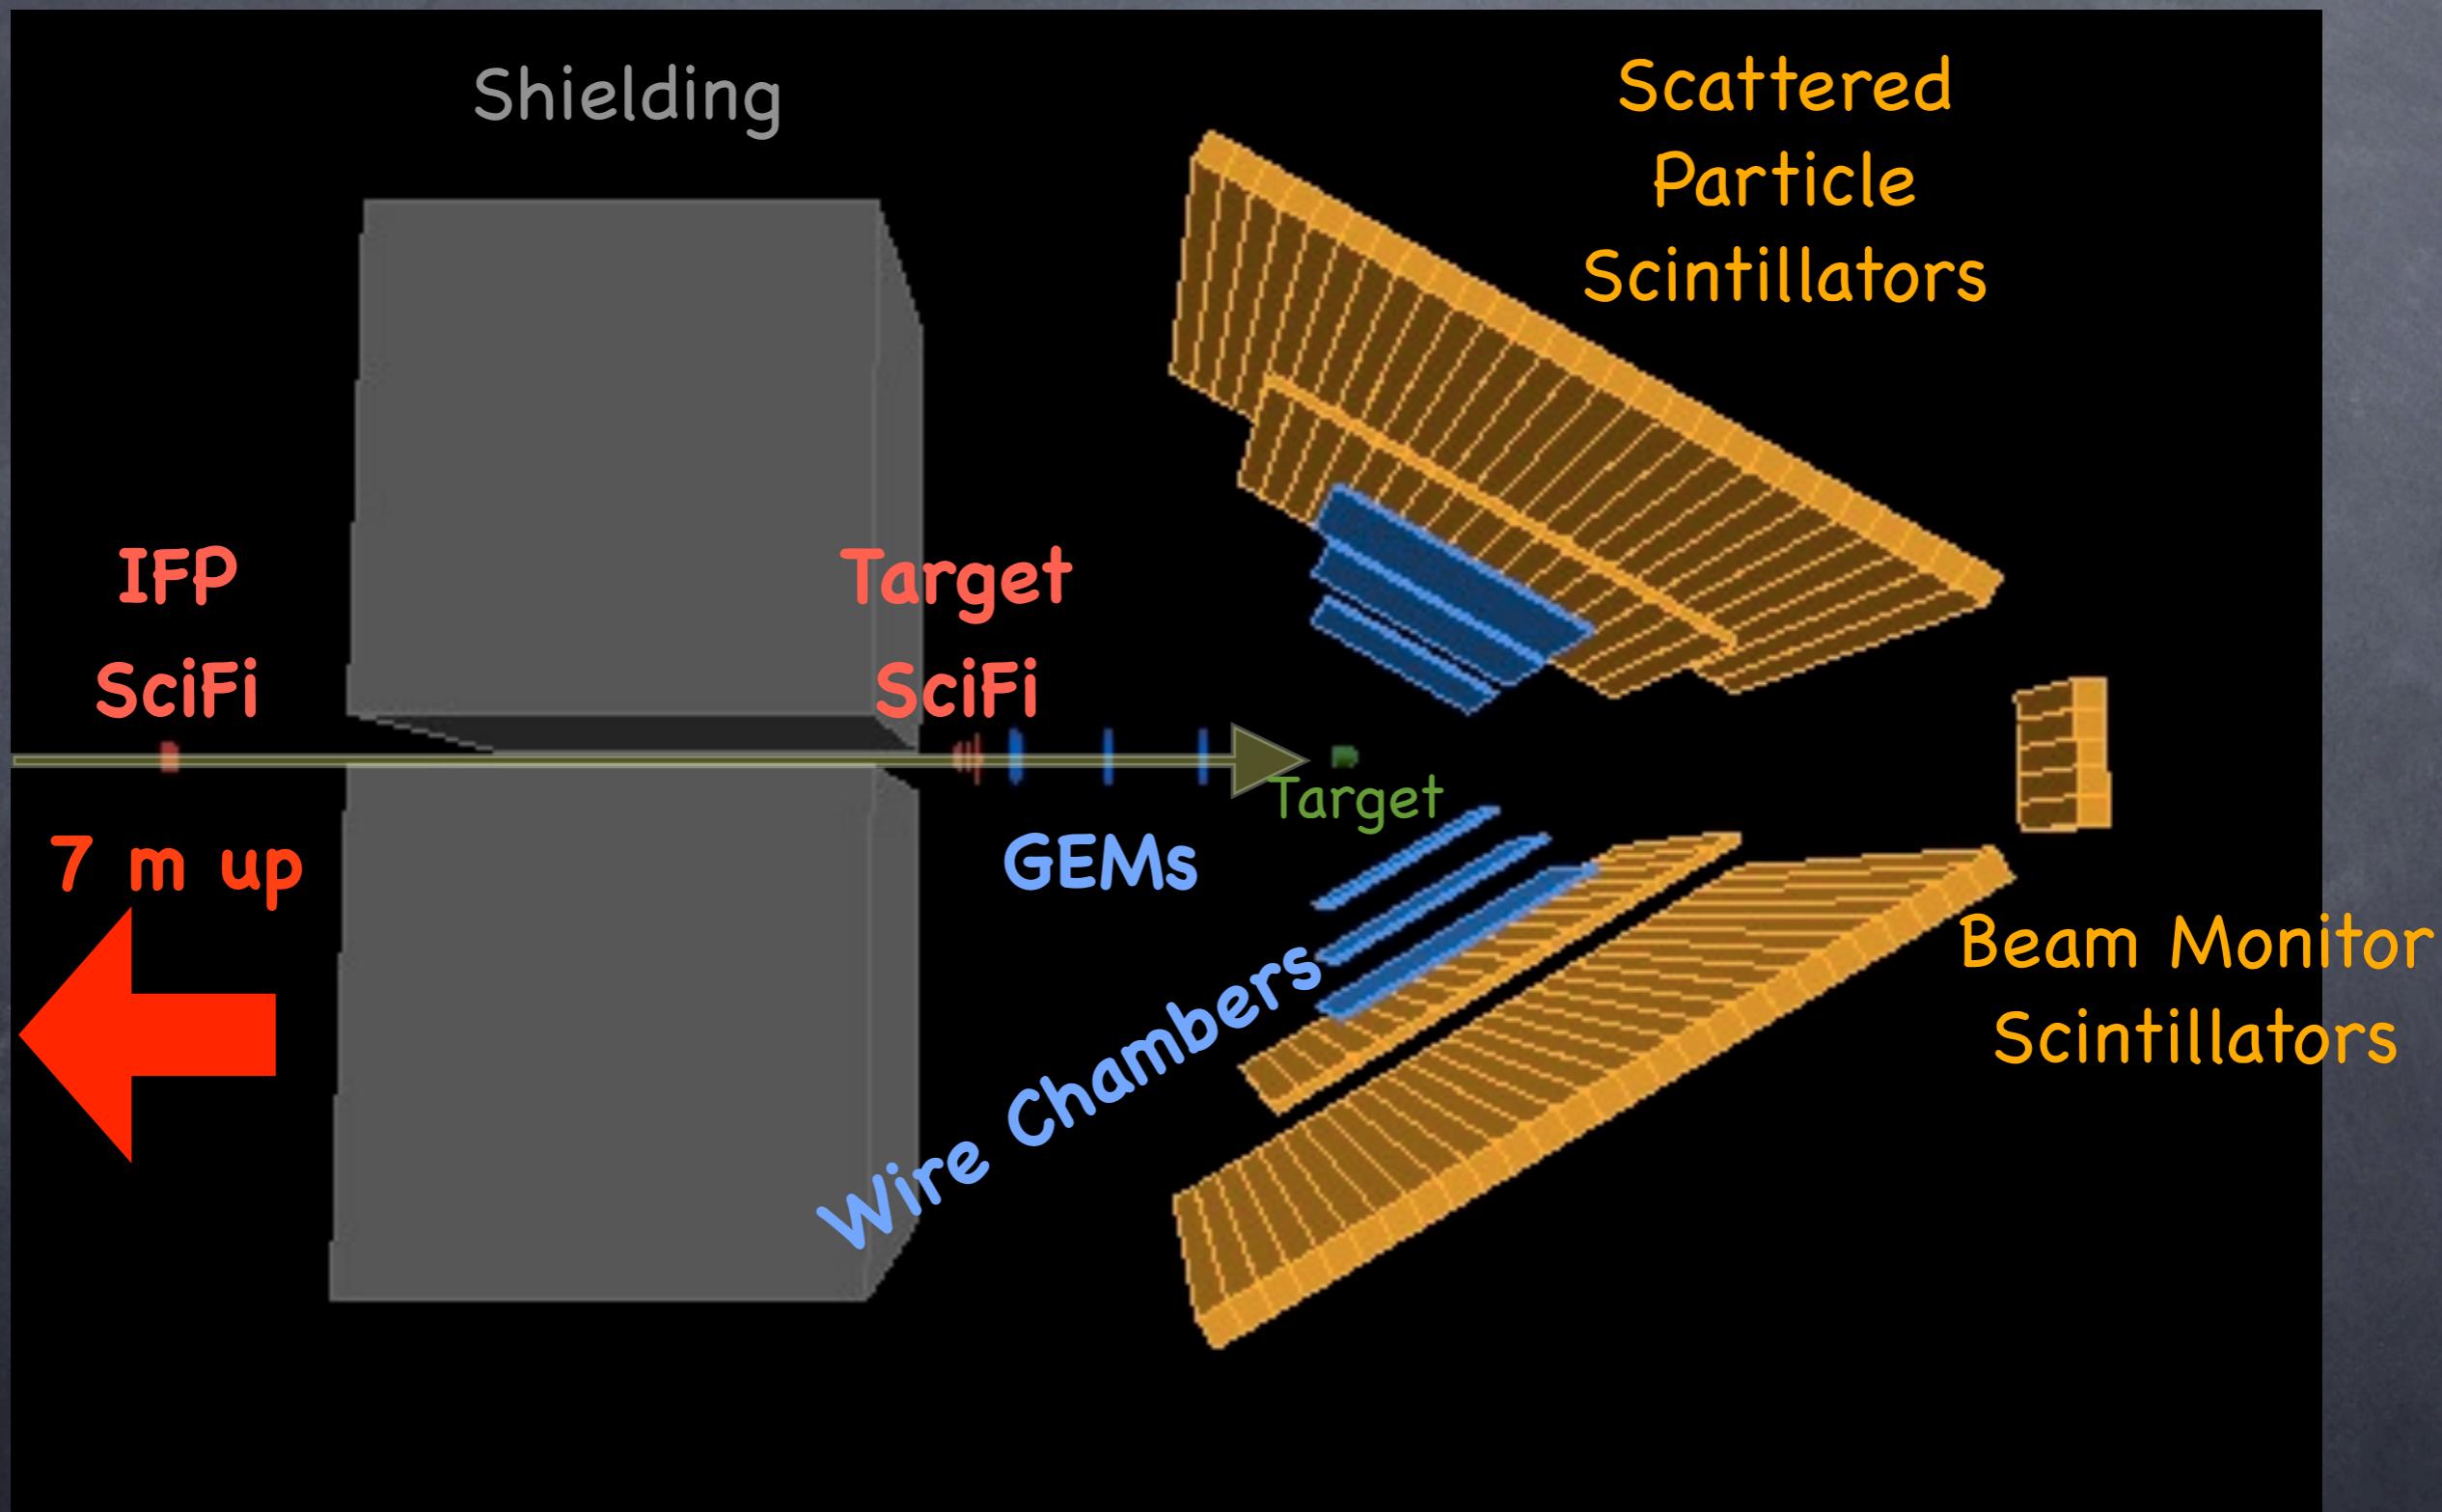 Shielding
Scattered
Particle
Scintillators
IFP
SciFi
Target
SciFi
Target
7 m up
GEMs
Wire Chambers
Beam Monitor
Scintillators